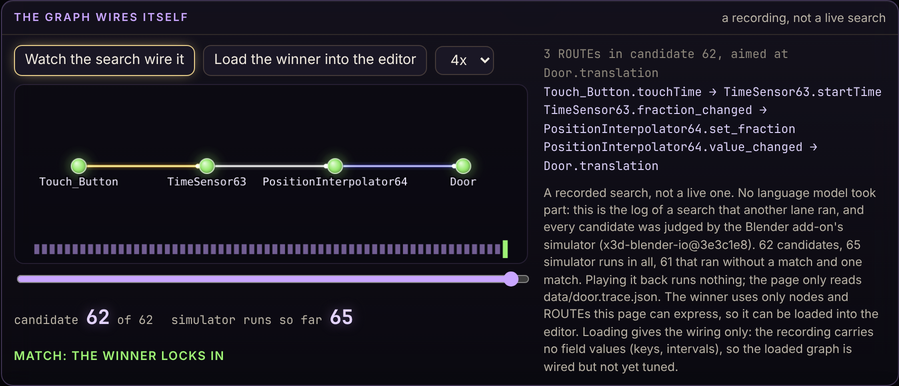 THE GRAPH WIRES ITSELF
a recording, not a live search
Watch the search wire it
Load the winner into the editor
4x
Touch_Button
TimeSensor63
PositionInterpolator64
Door
candidate 62 of 62 simulator runs so far 65
MATCH: THE WINNER LOCKS IN
3 ROUTEs in candidate 62, aimed at
Door.translation
Touch_Button.touchTime → TimeSensor63.startTime
TimeSensor63.fraction_changed →
PositionInterpolator64.set_fraction
PositionInterpolator64.value_changed →
Door.translation
A recorded search, not a live one. No language model took
part: this is the log of a search that another lane ran, and
every candidate was judged by the Blender add-on's
simulator (x3d-blender-io@3e3c1e8). 62 candidates, 65
simulator runs in all, 61 that ran without a match and one
match. Playing it back runs nothing; the page only reads
data/door.trace.json. The winner uses only nodes and
ROUTEs this page can express, so it can be loaded into the
editor. Loading gives the wiring only: the recording carries
no field values (keys, intervals), so the loaded graph is
wired but not yet tuned.